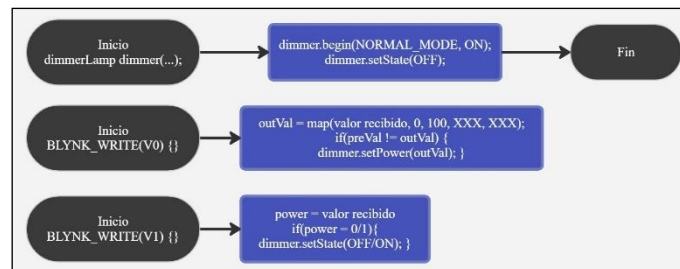 Inicio
dimmerLamp dimmer(...);
dimmer.begin(NORMAL_MODE, ON);
dimmer.setState(OFF);
Fin
Inicio
BLYNK_WRITE(V0) {}
outVal = map(valor recibido, 0, 100, XXX, XXX);
if(preVal != outVal) {
dimmer.setPower(outVal); }
Inicio
BLYNK_WRITE(V1) {}
power = valor recibido
if(power = 0/1){
dimmer.setState(OFF/ON); }